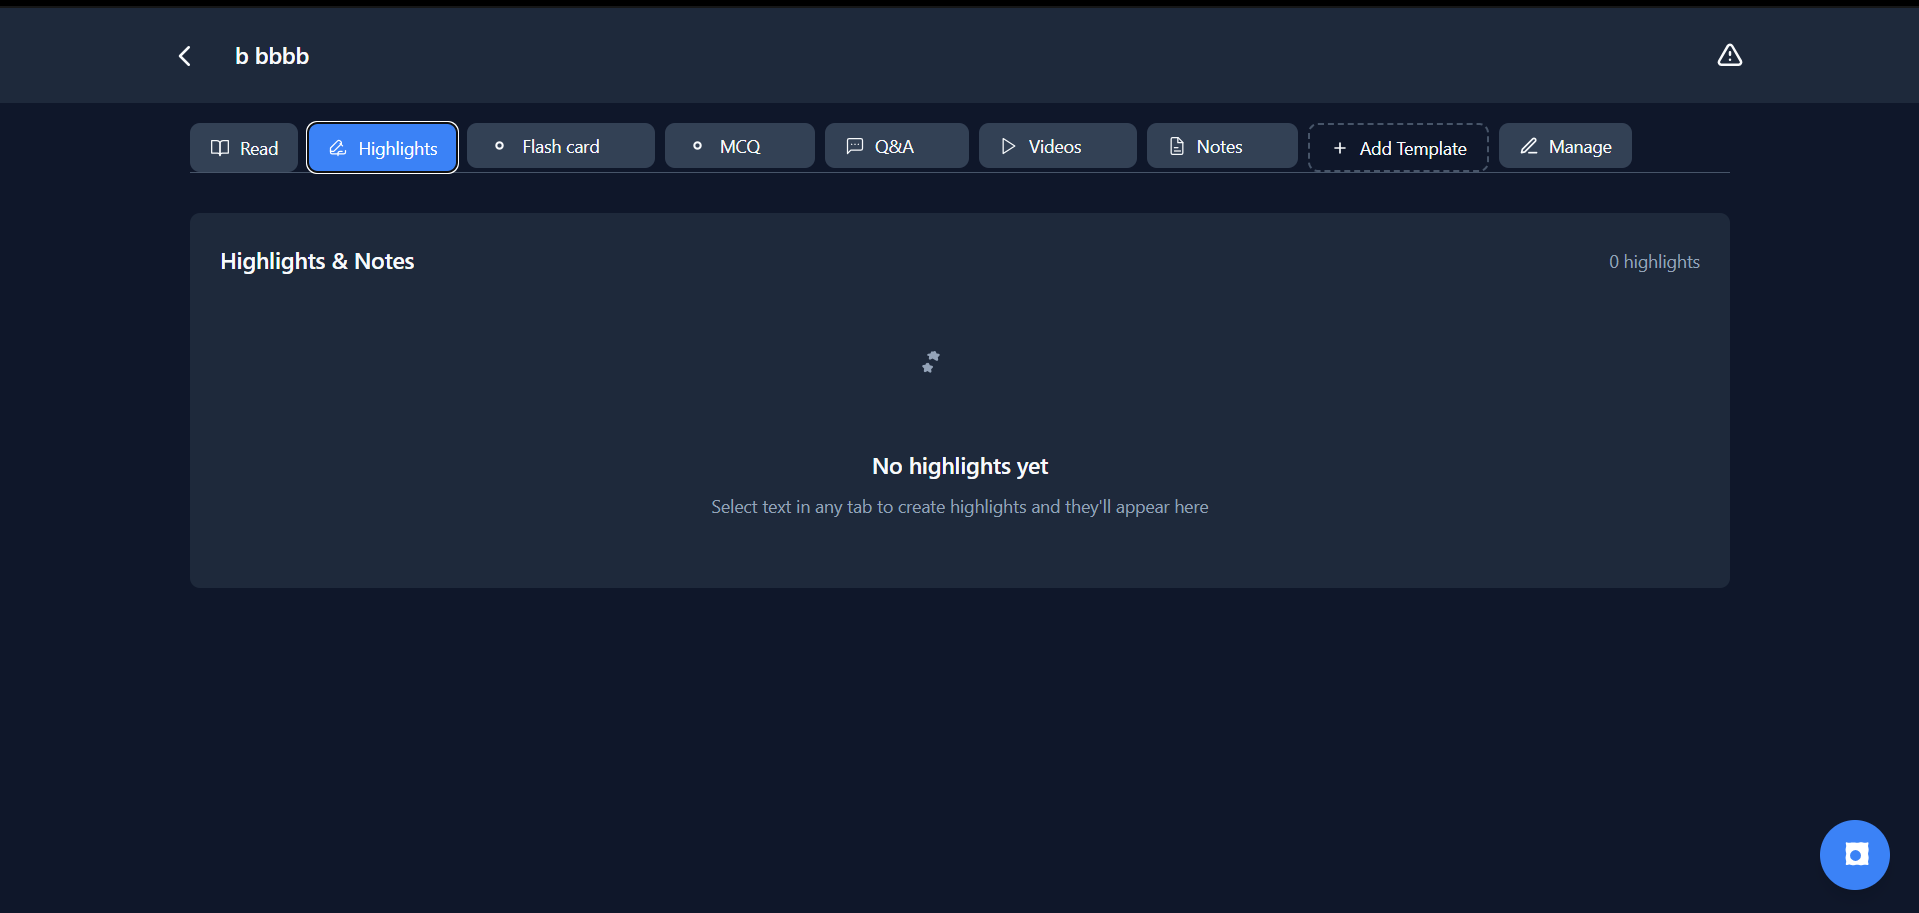 b bbbb
Read Highlights Flash card MCQ Q&A Videos Notes + Add Template Manage
Highlights & Notes 0 highlights
No highlights yet
Select text in any tab to create highlights and they'll appear here